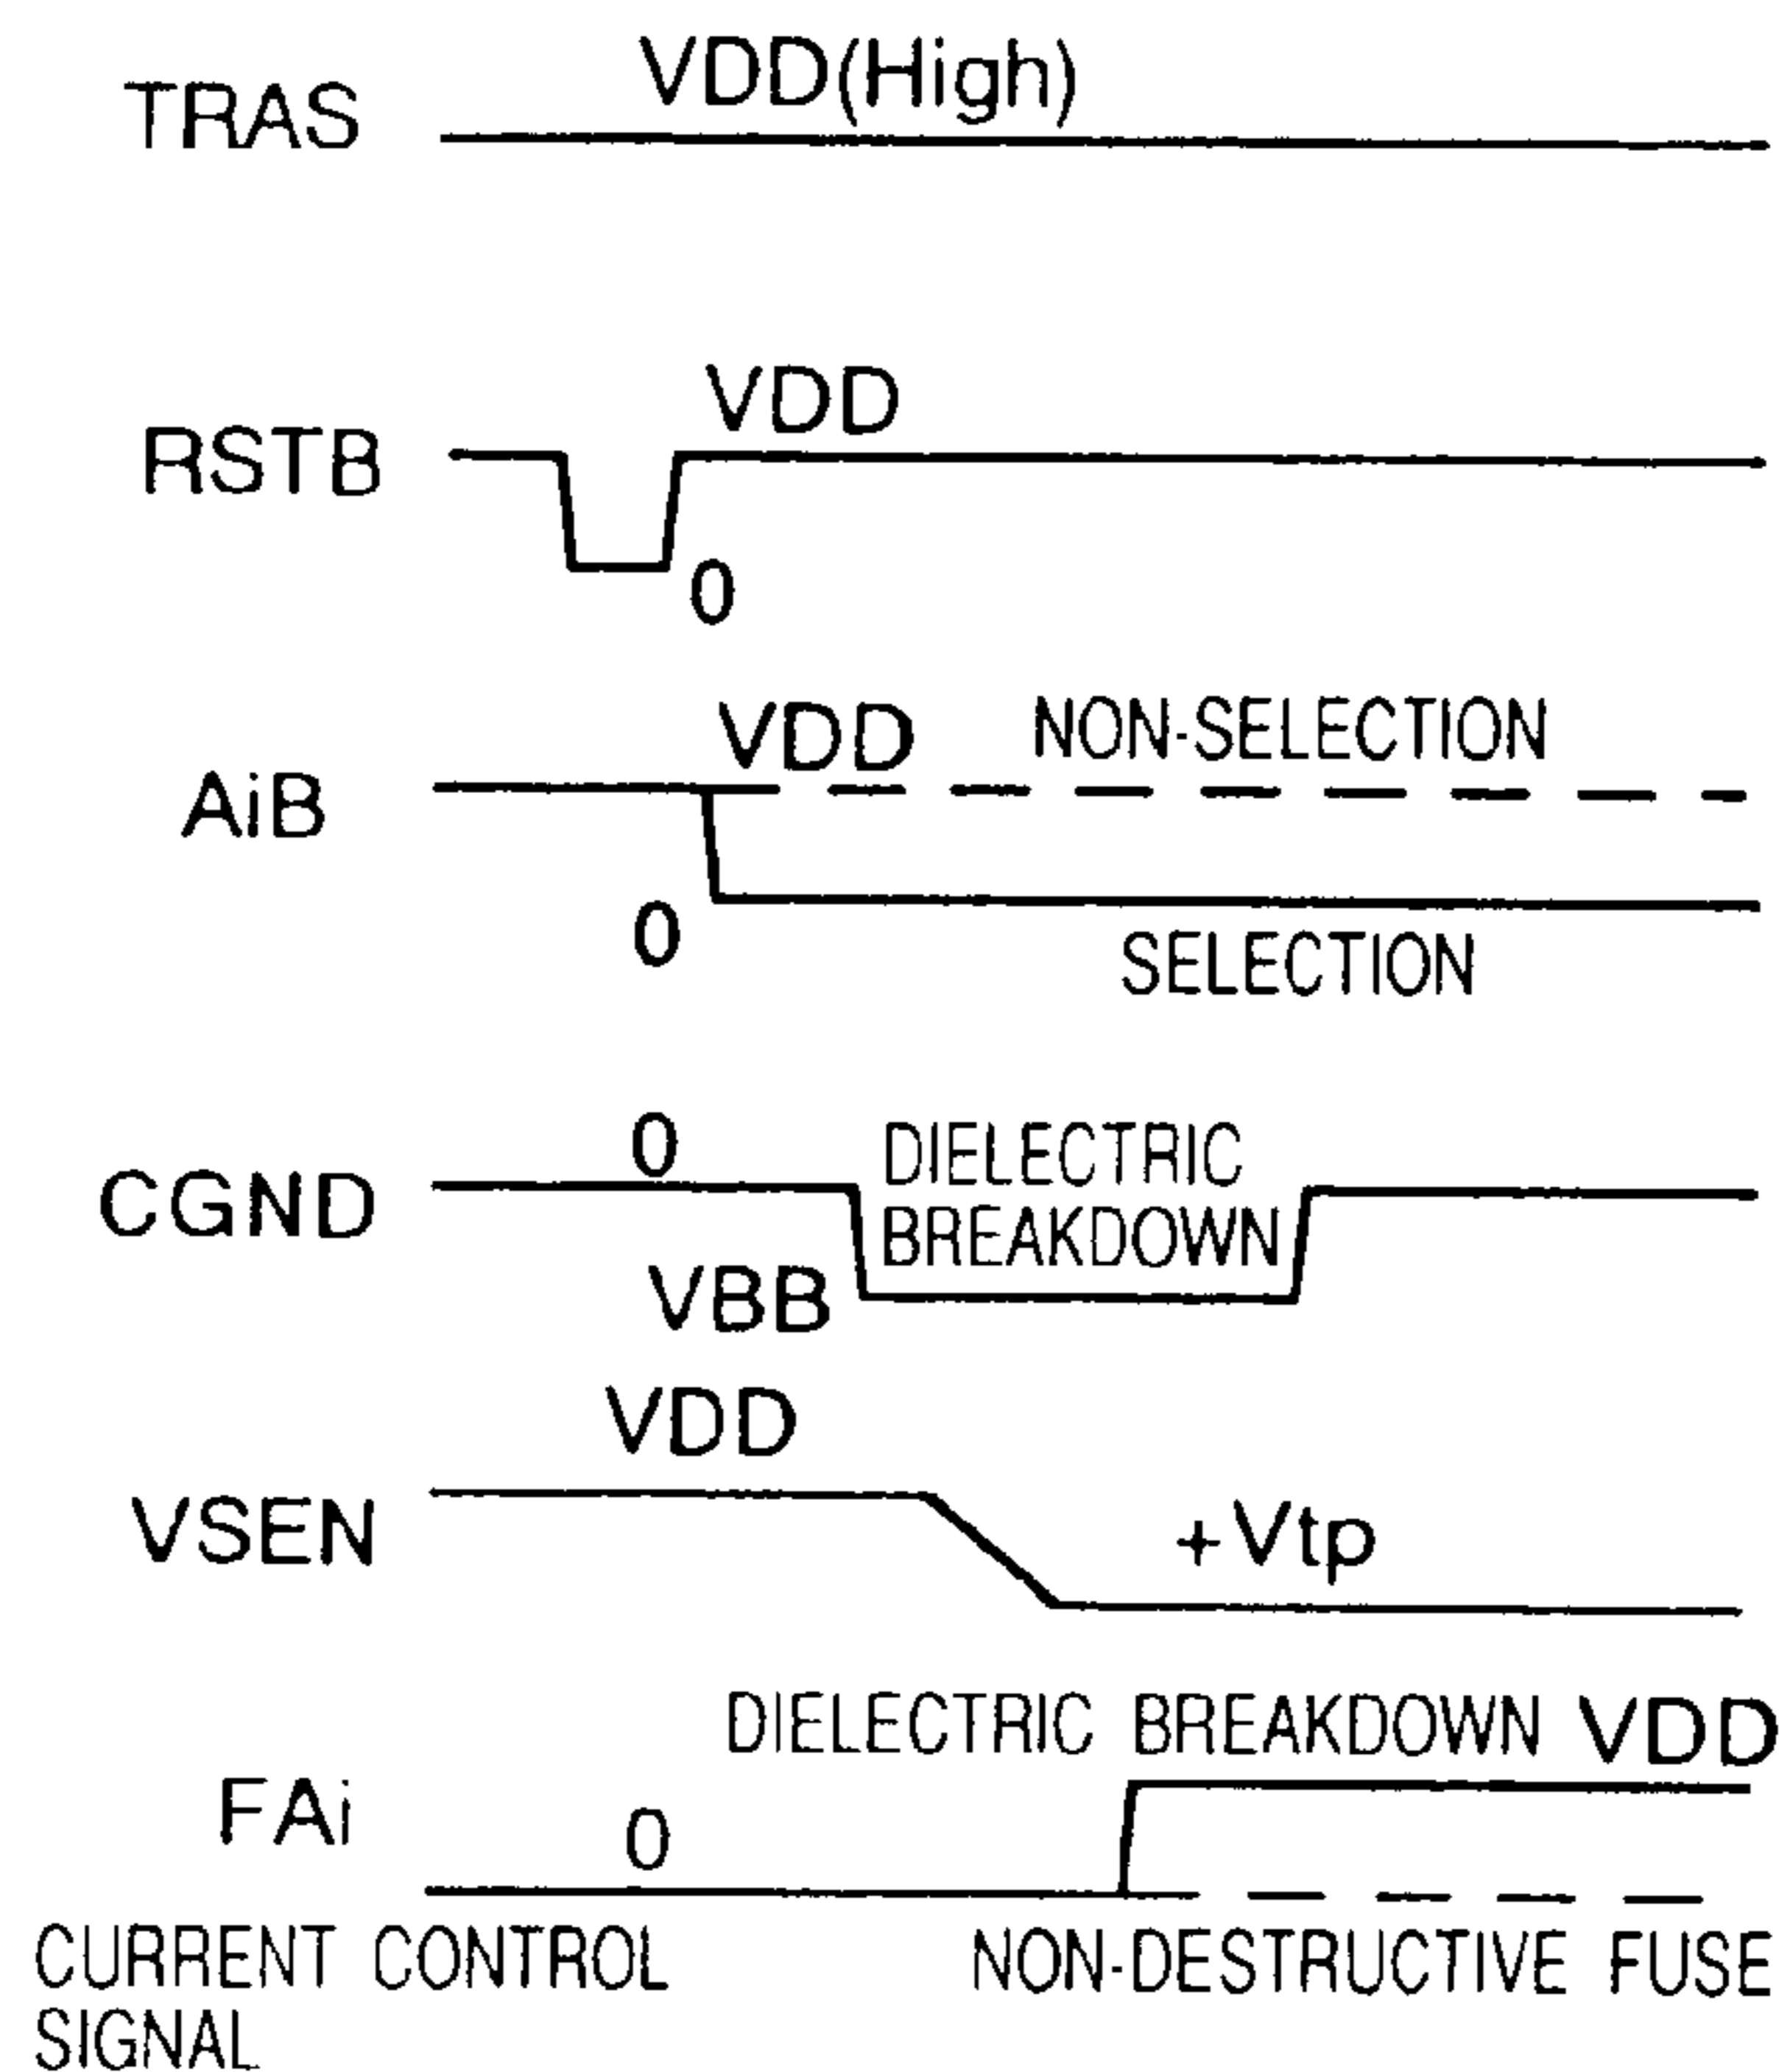 VDD(High)
TRAS
VDD
RSTB
0
VDD NON-SELECTION
AiB
0
SELECTION
0 DIELECTRIC
CGND BREAKDOWN
VBB
VDD
VSEN +Vtp
DIELECTRIC BREAKDOWN VDD
FAi 0
CURRENT CONTROL NON-DESTRUCTIVE FUSE
SIGNAL